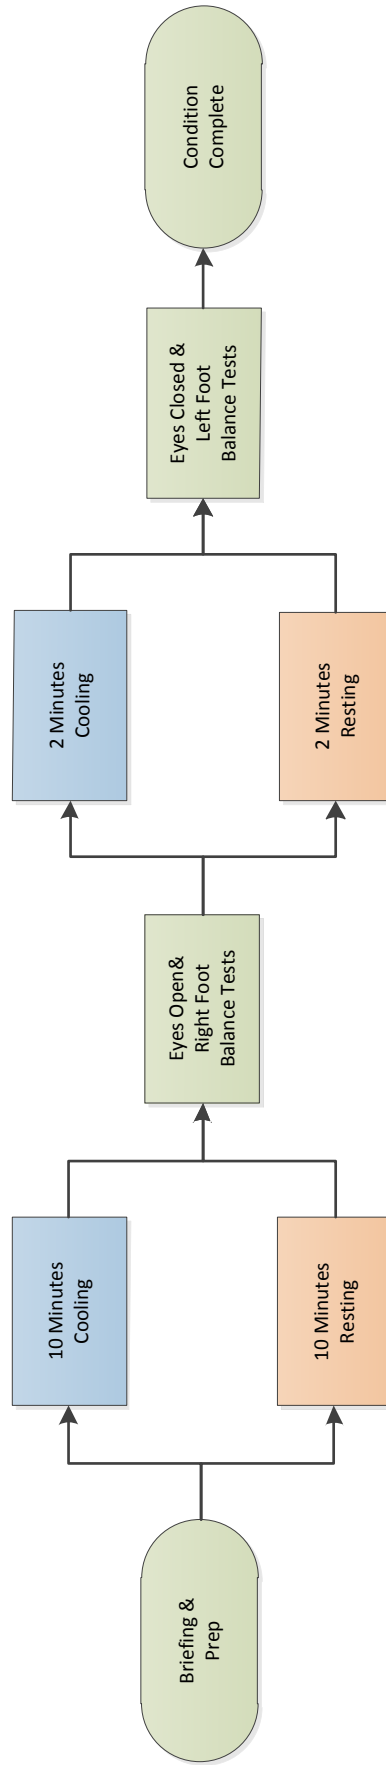 Briefing &
Prep
10 Minutes
Cooling
10 Minutes
Resting
Eyes Open&
Right Foot
Balance Tests
2 Minutes
Cooling
2 Minutes
Resting
Eyes Closed &
Left Foot
Balance Tests
Condition
Complete